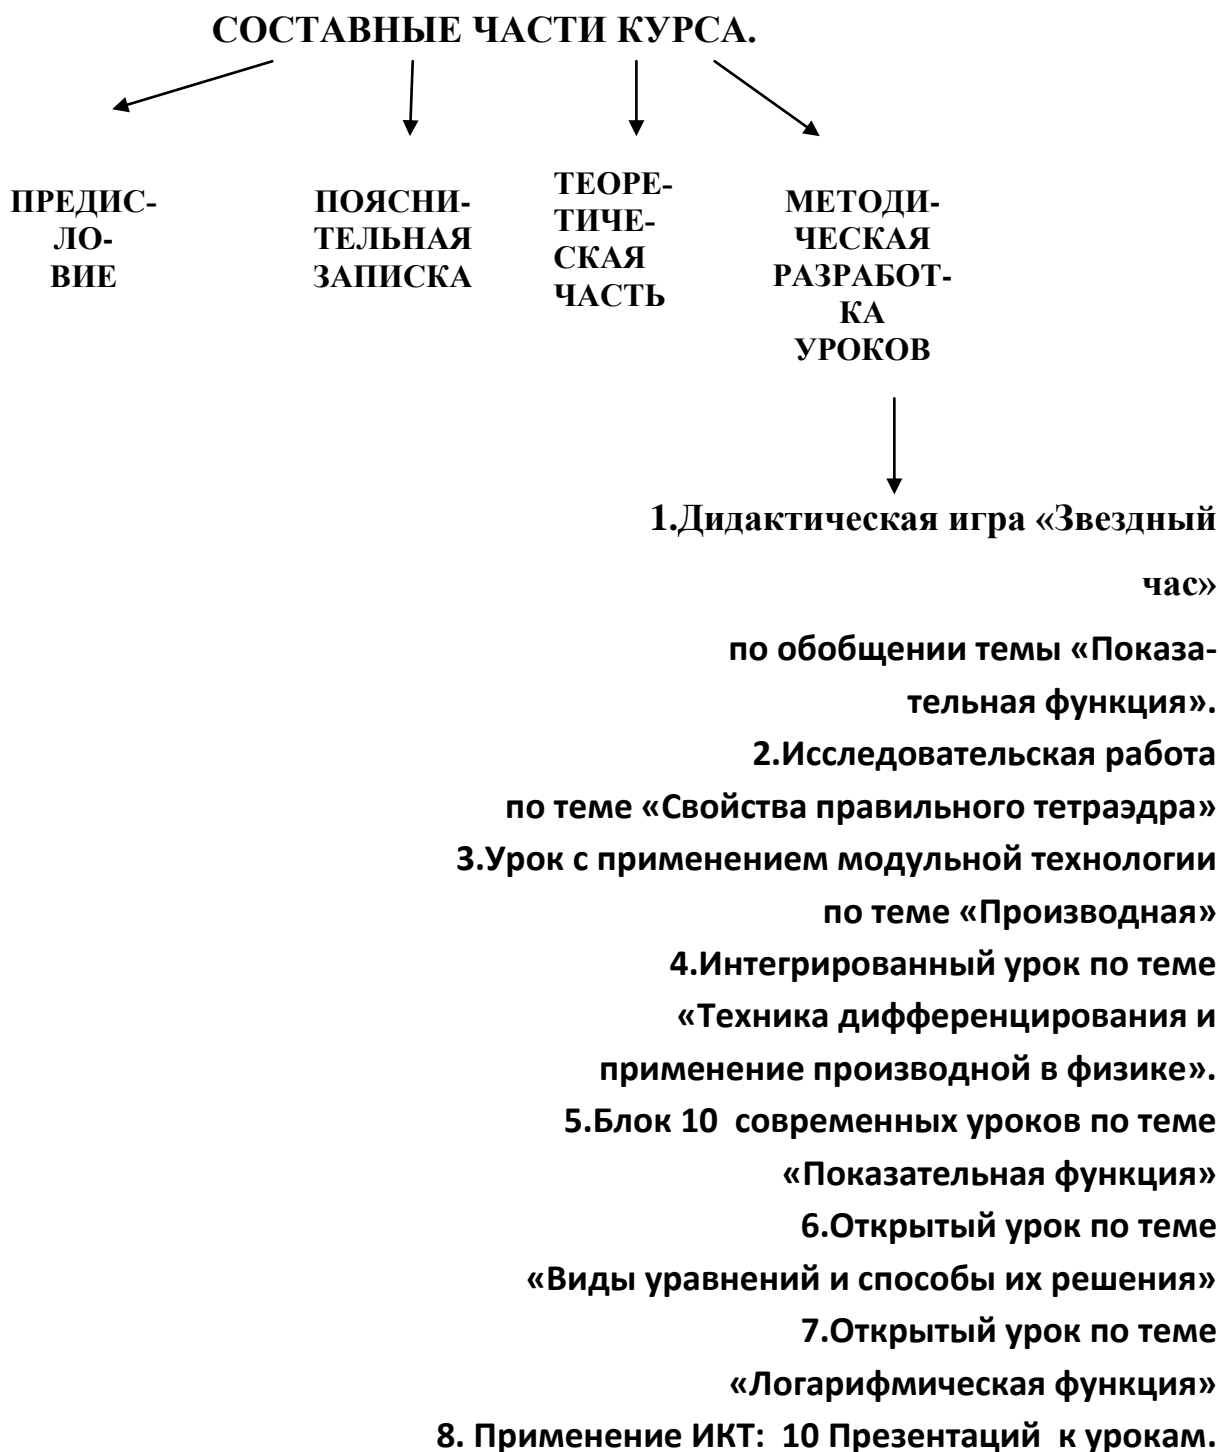 СОСТАВНЫЕ ЧАСТИ КУРСА.
ПРЕДИС-
ЛО-
ВИЕ
ПОЯСНИ-
ТЕЛЬНАЯ
ЗАПИСКА
ТЕОРЕ-
ТИЧЕ-
СКАЯ
ЧАСТЬ
МЕТОДИ-
ЧЕСКАЯ
РАЗРАБОТ-
КА
УРОКОВ
1.Дидактическая игра «Звездный
час»
по обобщении темы «Показа-
тельная функция».
2.Исследовательская работа
по теме «Свойства правильного тетраэдра»
3.Урок с применением модульной технологии
по теме «Производная»
4.Интегрированный урок по теме
«Техника дифференцирования и
применение производной в физике».
5.Блок 10  современных уроков по теме
«Показательная функция»
6.Открытый урок по теме
«Виды уравнений и способы их решения»
7.Открытый урок по теме
«Логарифмическая функция»
8. Применение ИКТ:  10 Презентаций  к урокам.